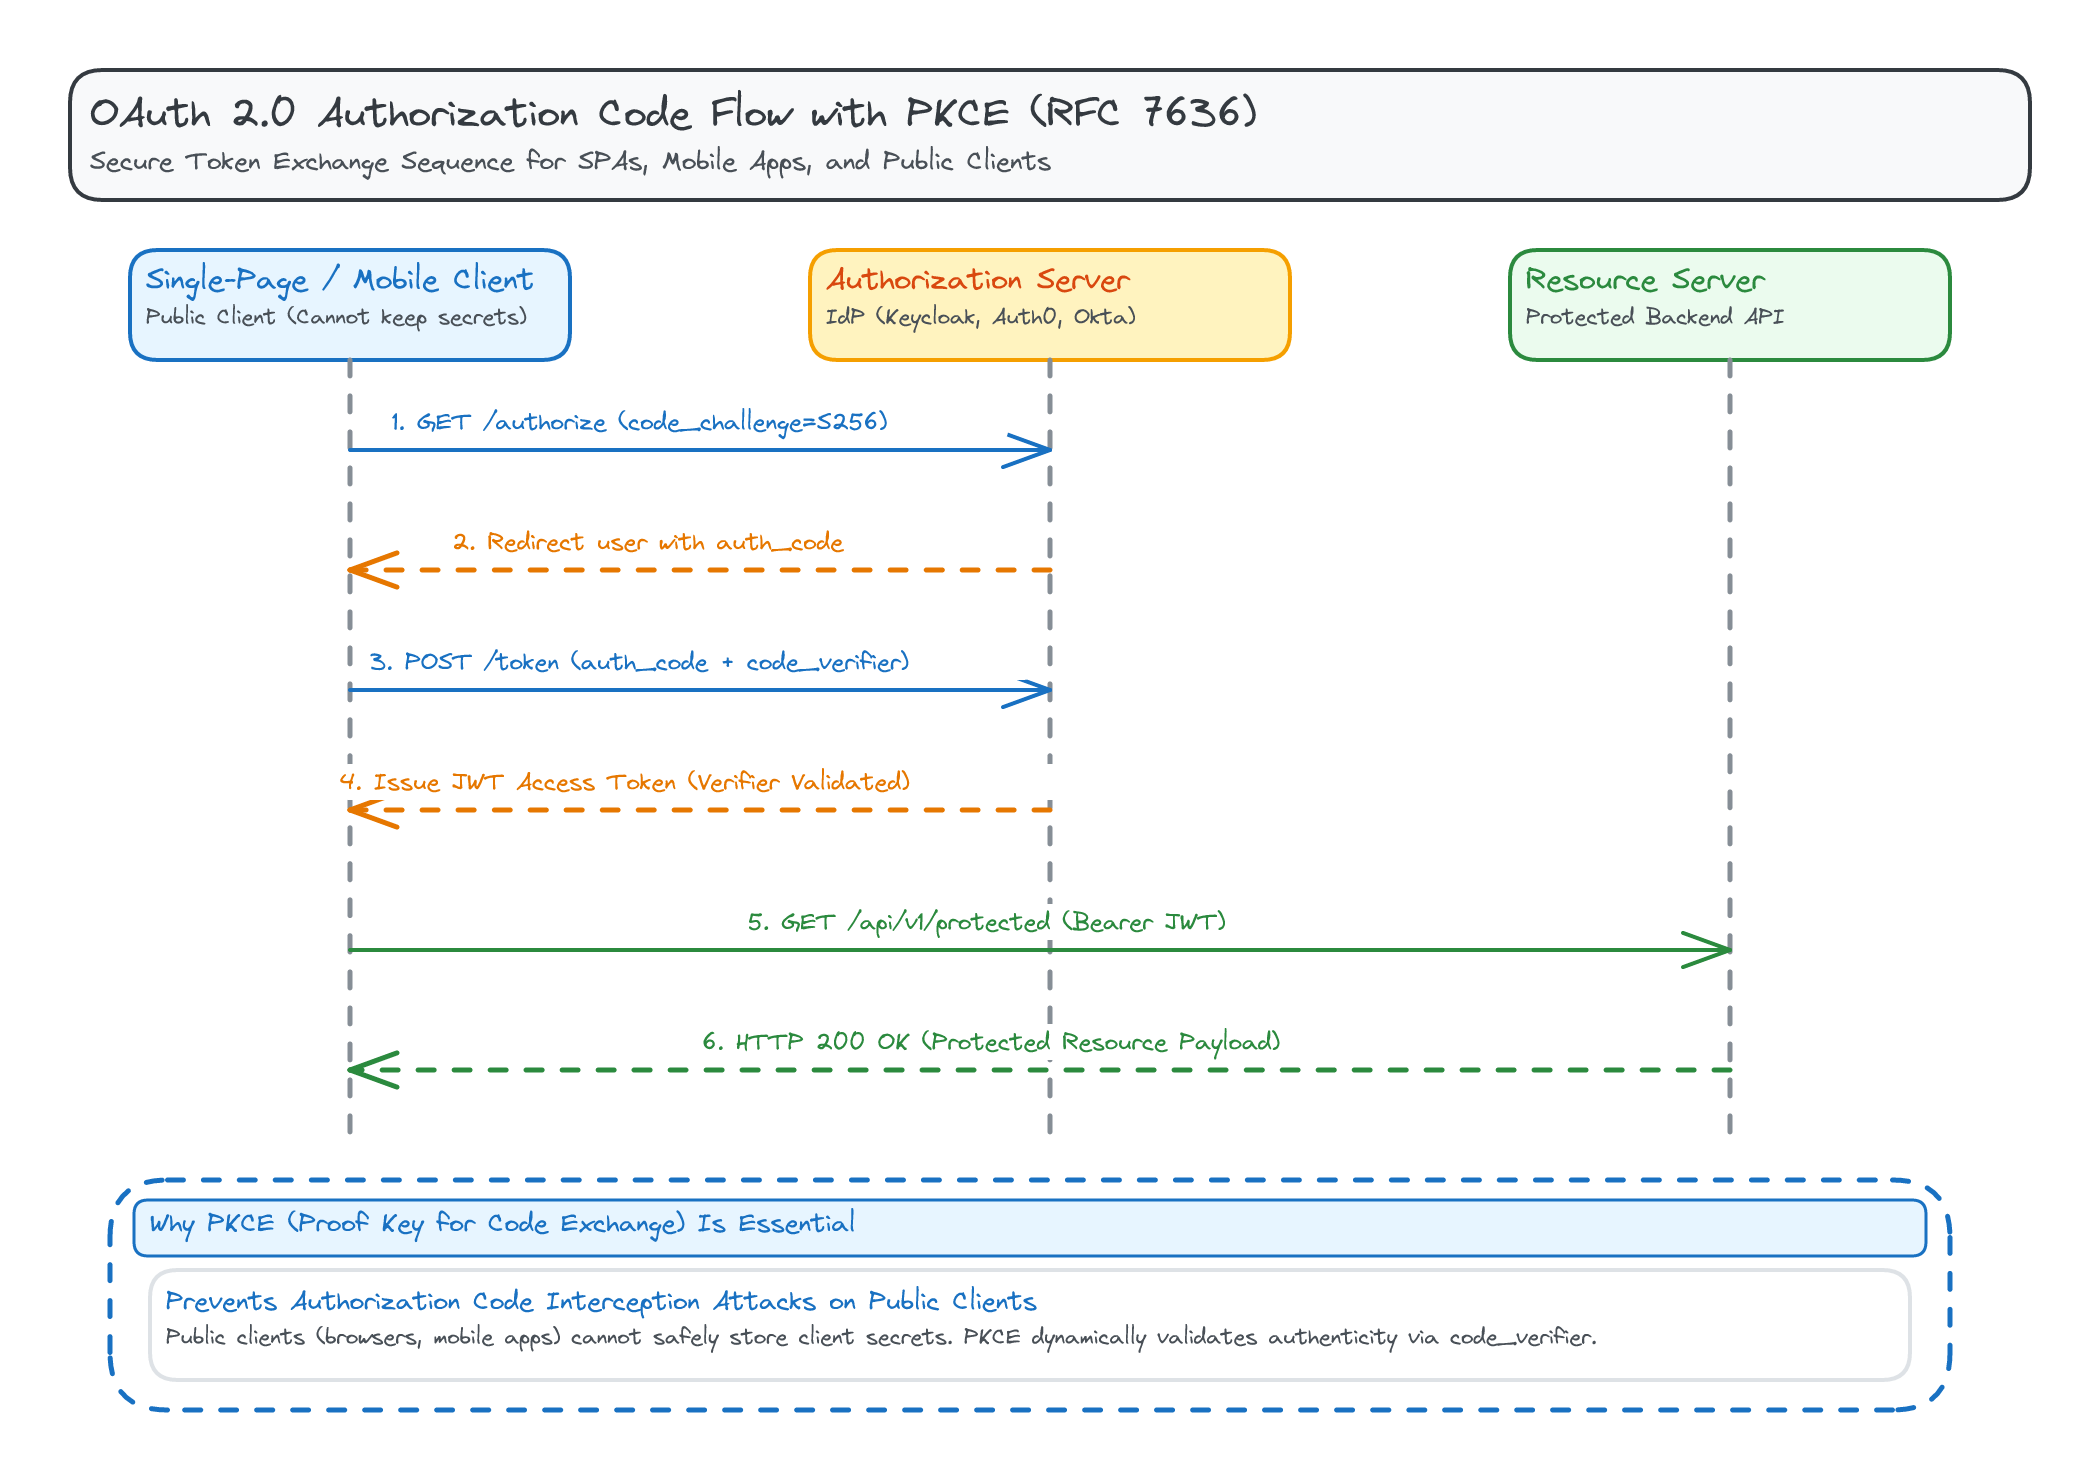 OAuth 2.0 Authorization Code Flow with PKCE (RFC 7636)
Secure Token Exchange Sequence for SPAs, Mobile Apps, and Public Clients
Single-Page / Mobile Client
Public Client (Cannot keep secrets)
Authorization Server
IdP (Keycloak, Auth0, Okta)
Resource Server
Protected Backend API
1. GET /authorize (code_challenge=S256)
2. Redirect user with auth_code
3. POST /token (auth_code + code_verifier)
4. Issue JWT Access Token (Verifier Validated)
5. GET /api/v1/protected (Bearer JWT)
6. HTTP 200 OK (Protected Resource Payload)
Why PKCE (Proof Key for Code Exchange) Is Essential
Prevents Authorization Code Interception Attacks on Public Clients
Public clients (browsers, mobile apps) cannot safely store client secrets. PKCE dynamically validates authenticity via code_verifier.